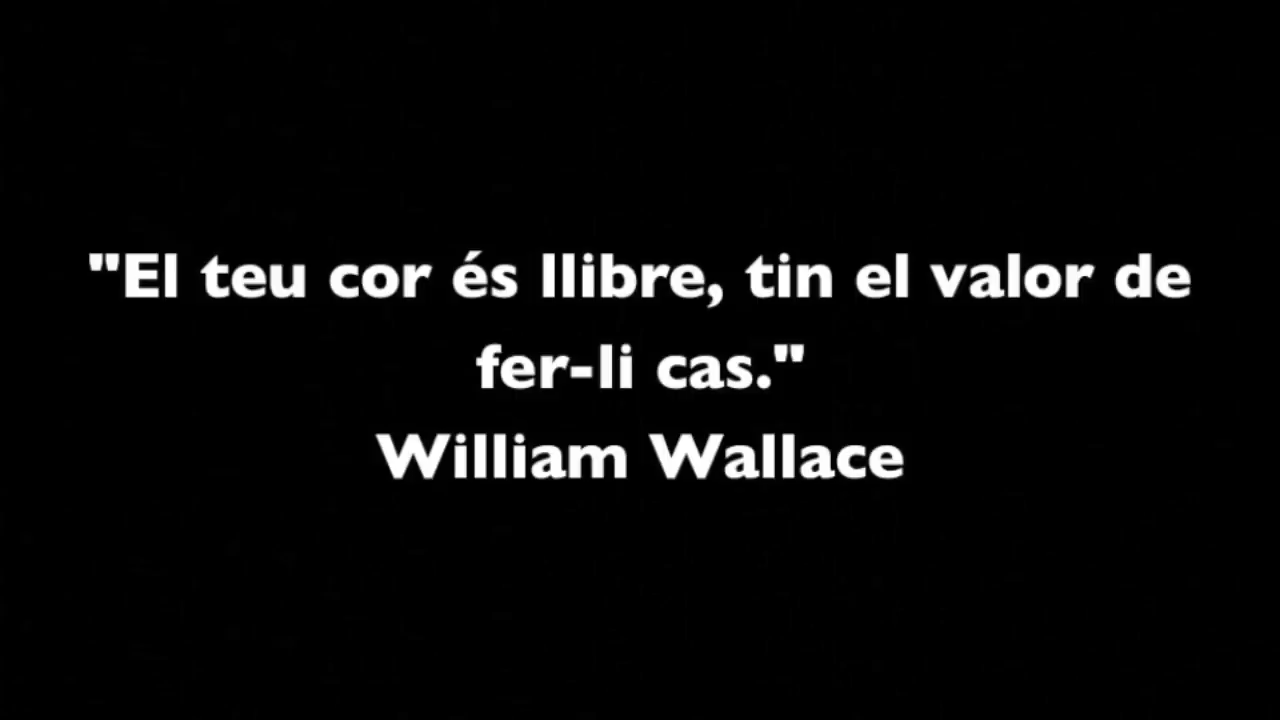 "El teu cor és llibre, tin el valor de
fer-li cas."
William Wallace